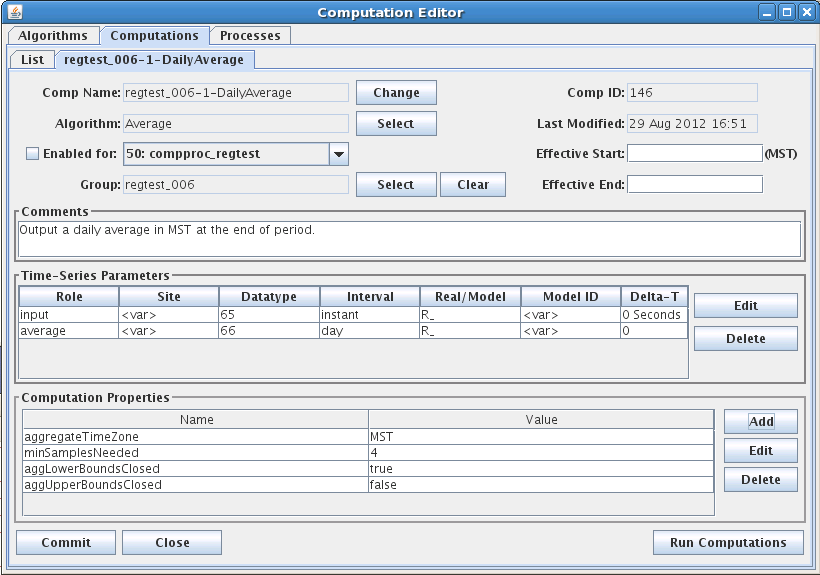 Computation Editor
Algorithms Computations Processes
List regtest_006-1-DailyAverage
Comp Name: regtest_006-1-DailyAverage Change Comp ID: 146
Algorithm: Average Select Last Modified: 29 Aug 2012 16:51
Enabled for: 50: compproc_regtest Effective Start: (MST)
Group: regtest_006 Select Clear Effective End:
Comments
Output a daily average in MST at the end of period.
Time-Series Parameters
Role Site Datatype Interval Real/Model Model ID Delta-T
input <var> 65 instant R_ <var> 0 Seconds
average <var> 66 day R_ <var> 0
Edit
Delete
Computation Properties
Name Value
aggregateTimeZone MST
minSamplesNeeded 4
aggLowerBoundsClosed true
aggUpperBoundsClosed false
Add
Edit
Delete
Commit Close Run Computations